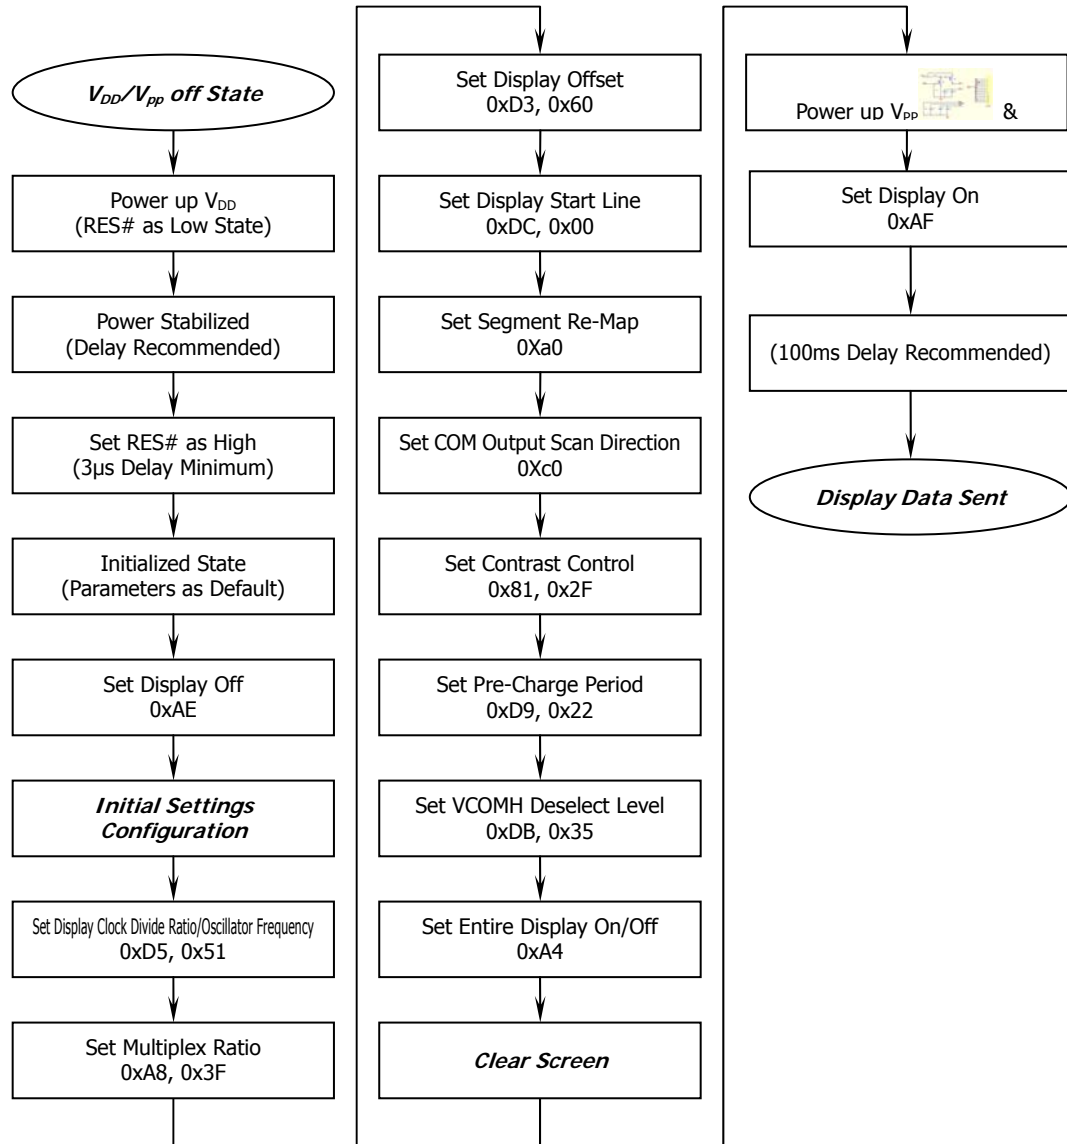 V_DD/V_pp off State
Power up V_DD
(RES# as Low State)
Power Stabilized
(Delay Recommended)
Set RES# as High
(3µs Delay Minimum)
Initialized State
(Parameters as Default)
Set Display Off
0xAE
Initial Settings
Configuration
Set Display Clock Divide Ratio/Oscillator Frequency
0xD5, 0x51
Set Multiplex Ratio
0xA8, 0x3F
Set Display Offset
0xD3, 0x60
Set Display Start Line
0xDC, 0x00
Set Segment Re-Map
0Xa0
Set COM Output Scan Direction
0Xc0
Set Contrast Control
0x81, 0x2F
Set Pre-Charge Period
0xD9, 0x22
Set VCOMH Deselect Level
0xDB, 0x35
Set Entire Display On/Off
0xA4
Clear Screen
Power up V_PP &
Set Display On
0xAF
(100ms Delay Recommended)
Display Data Sent